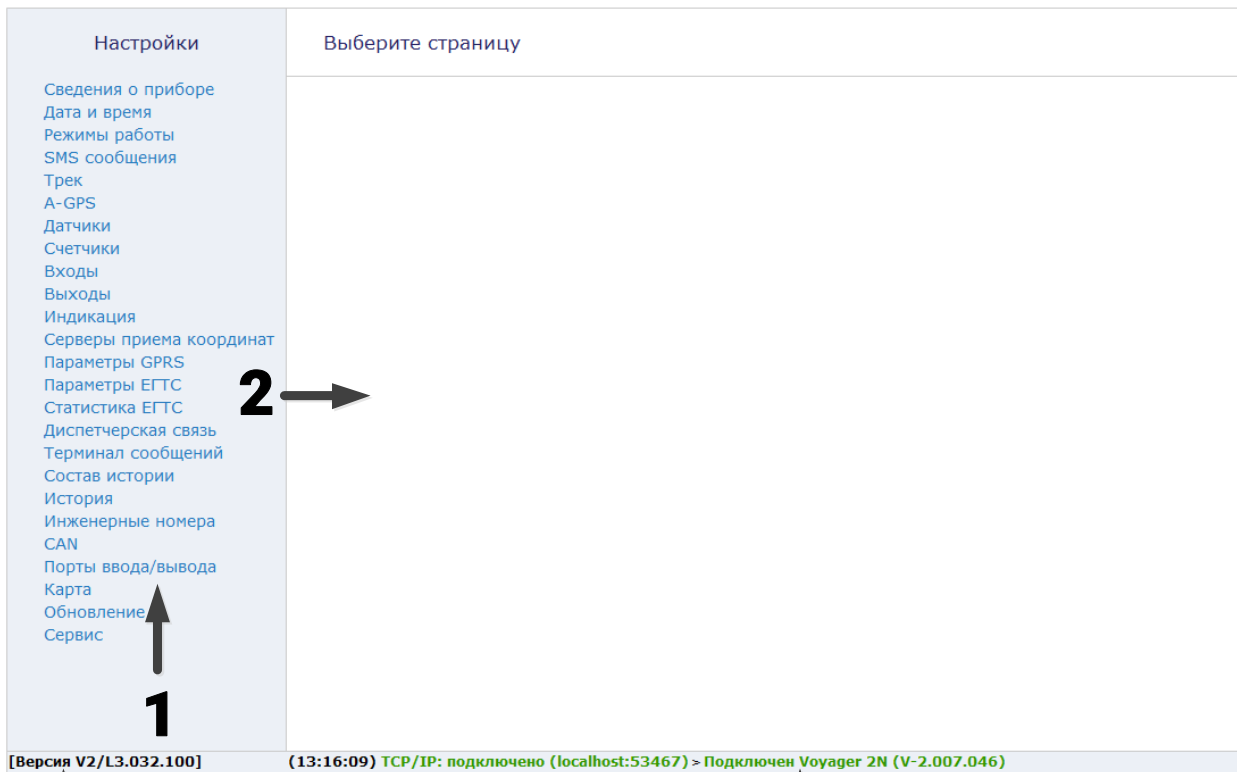 Настройки
Выберите страницу
Сведения о приборе
Дата и время
Режимы работы
SMS сообщения
Трек
A-GPS
Датчики
Счетчики
Входы
Выходы
Индикация
Серверы приема координат
Параметры GPRS
Параметры ЕГТС
Статистика ЕГТС
Диспетчерская связь
Терминал сообщений
Состав истории
История
Инженерные номера
CAN
Порты ввода/вывода
Карта
Обновление
Сервис
2
1
[Версия V2/L3.032.100]
(13:16:09) TCP/IP: подключено (localhost:53467) > Подключен Voyager 2N (V-2.007.046)